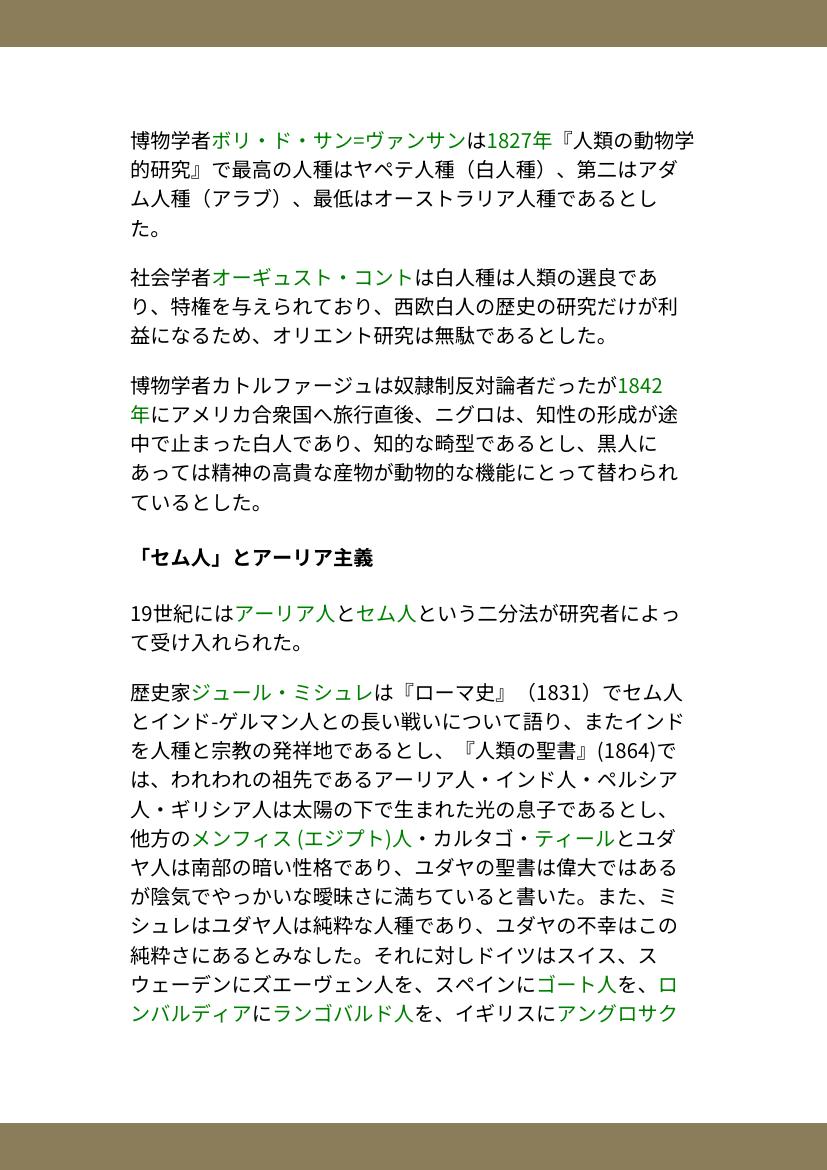 博物学者ボリ・ド・サン=ヴァンサンは1827年『人類の動物学
的研究』で最高の人種はヤペテ人種（白人種）、第二はアダ
ム人種（アラブ）、最低はオーストラリア人種であるとし
た。
社会学者オーギュスト・コントは白人種は人類の選良であ
り、特権を与えられており、西欧白人の歴史の研究だけが利
益になるため、オリエント研究は無駄であるとした。
博物学者カトルファージュは奴隷制反対論者だったが1842
年にアメリカ合衆国へ旅行直後、ニグロは、知性の形成が途
中で止まった白人であり、知的な畸型であるとし、黒人に
あっては精神の高貴な産物が動物的な機能にとって替わられ
ているとした。
「セム人」とアーリア主義
19世紀にはアーリア人とセム人という二分法が研究者によっ
て受け入れられた。
歴史家ジュール・ミシュレは『ローマ史』（1831）でセム人
とインド-ゲルマン人との長い戦いについて語り、またインド
を人種と宗教の発祥地であるとし、『人類の聖書』(1864)で
は、われわれの祖先であるアーリア人・インド人・ペルシア
人・ギリシア人は太陽の下で生まれた光の息子であるとし、
他方のメンフィス (エジプト)人・カルタゴ・ティールとユダ
ヤ人は南部の暗い性格であり、ユダヤの聖書は偉大ではある
が陰気でやっかいな曖昧さに満ちていると書いた。また、ミ
シュレはユダヤ人は純粋な人種であり、ユダヤの不幸はこの
純粋さにあるとみなした。それに対しドイツはスイス、ス
ウェーデンにズエーヴェン人を、スペインにゴート人を、ロ
ンバルディアにランゴバルド人を、イギリスにアングロサク